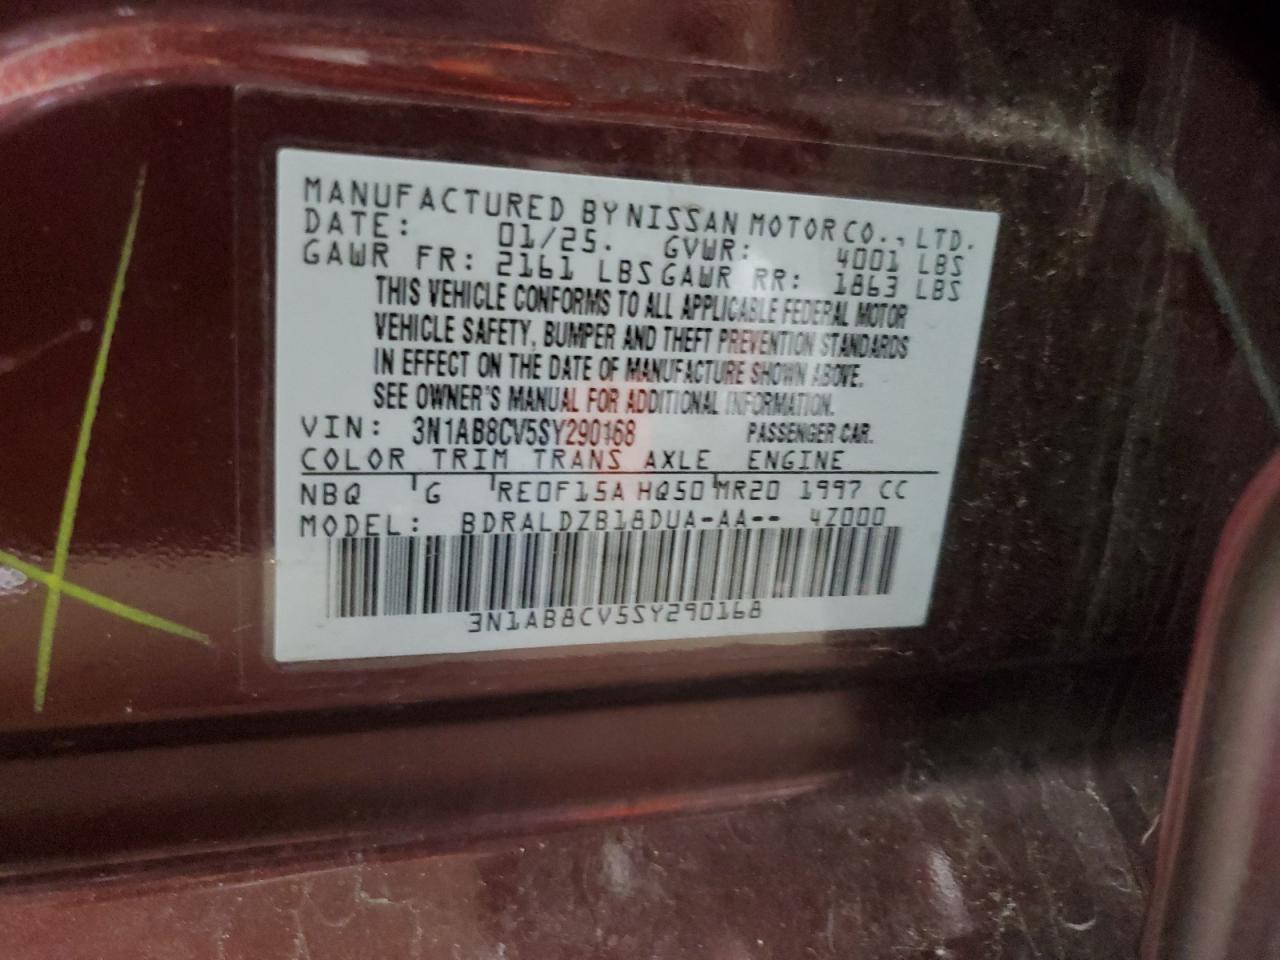 MANUFACTURED BY NISSAN MOTOR CO., LTD.
DATE: 01/25. GVWR: 4001 LBS
GAWR FR: 2161 LBS GAWR RR: 1863 LBS
THIS VEHICLE CONFORMS TO ALL APPLICABLE FEDERAL MOTOR
VEHICLE SAFETY, BUMPER AND THEFT PREVENTION STANDARDS
IN EFFECT ON THE DATE OF MANUFACTURE SHOWN ABOVE.
SEE OWNER'S MANUAL FOR ADDITIONAL INFORMATION.
VIN: 3N1AB8CV5SY290168 PASSENGER CAR.
COLOR TRIM TRANS AXLE ENGINE
NBQ G RE0F15A HQ50 MR20 1997 CC
MODEL: BDRALDZB18DUA-AA-- 4Z000
3N1AB8CV5SY290168